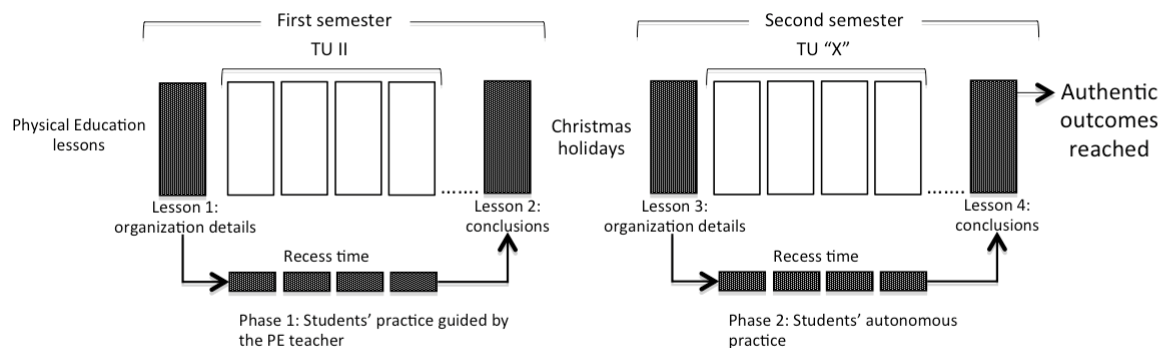 First semester
Second semester
TU II
TU “X”
Physical Education
lessons
Christmas
holidays
Authentic
outcomes
reached
.......
.......
Lesson 1:
organization details
Lesson 2:
conclusions
Lesson 3:
organization details
Lesson 4:
conclusions
Recess time
Recess time
Phase 1: Students’ practice guided by
the PE teacher
Phase 2: Students’ autonomous
practice